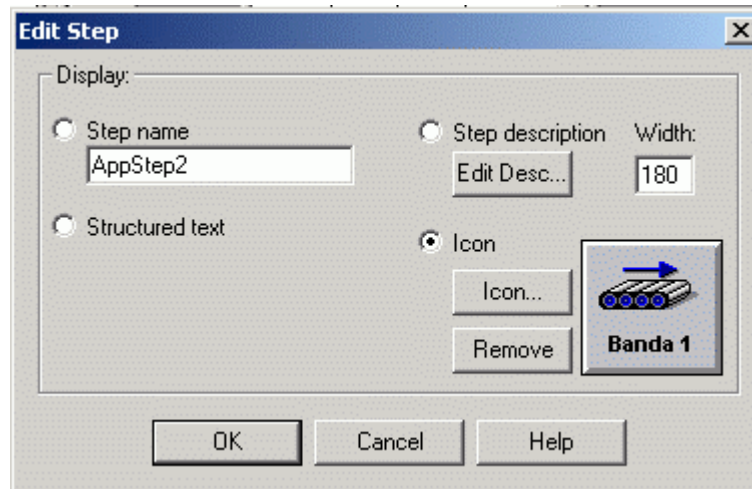 Edit Step
Display:
Step name
AppStep2
Step description
Width:
Edit Desc...
180
Structured text
Icon
Icon...
Remove
Banda 1
OK
Cancel
Help